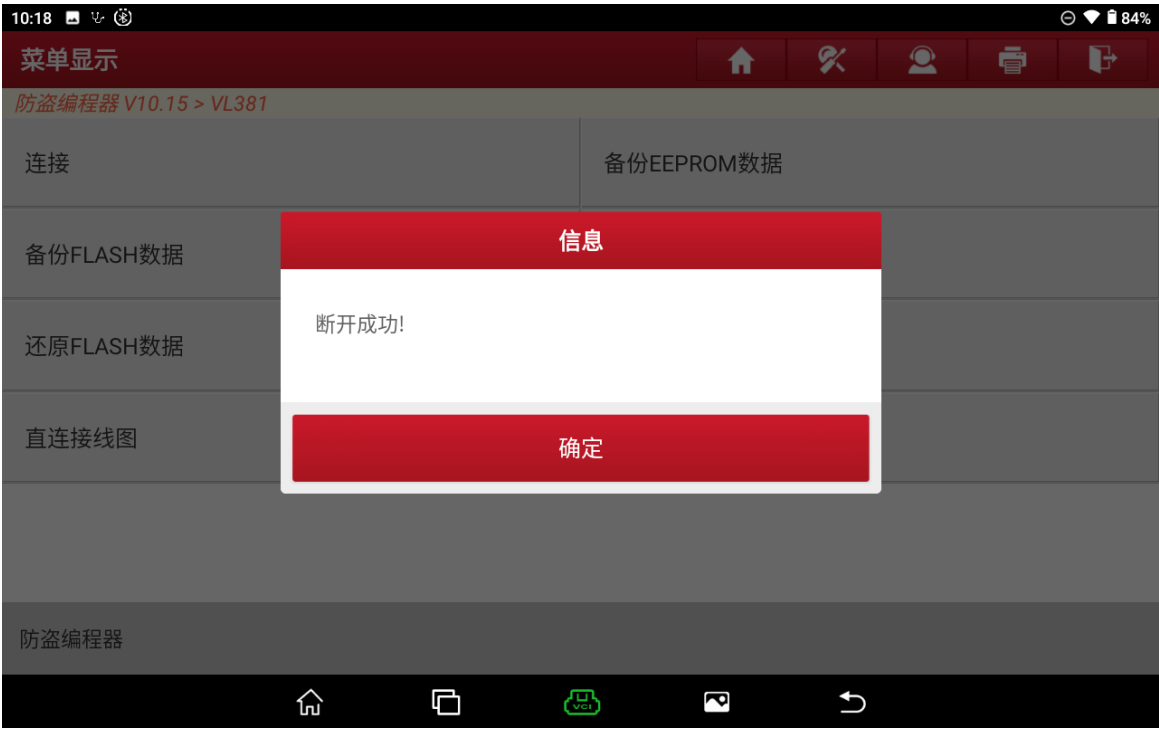 10:18
84%
菜单显示
防盗编程器 V10.15 > VL381
连接
备份EEPROM数据
备份FLASH数据
信息
断开成功!
还原FLASH数据
直连接线图
确定
防盗编程器
VCI